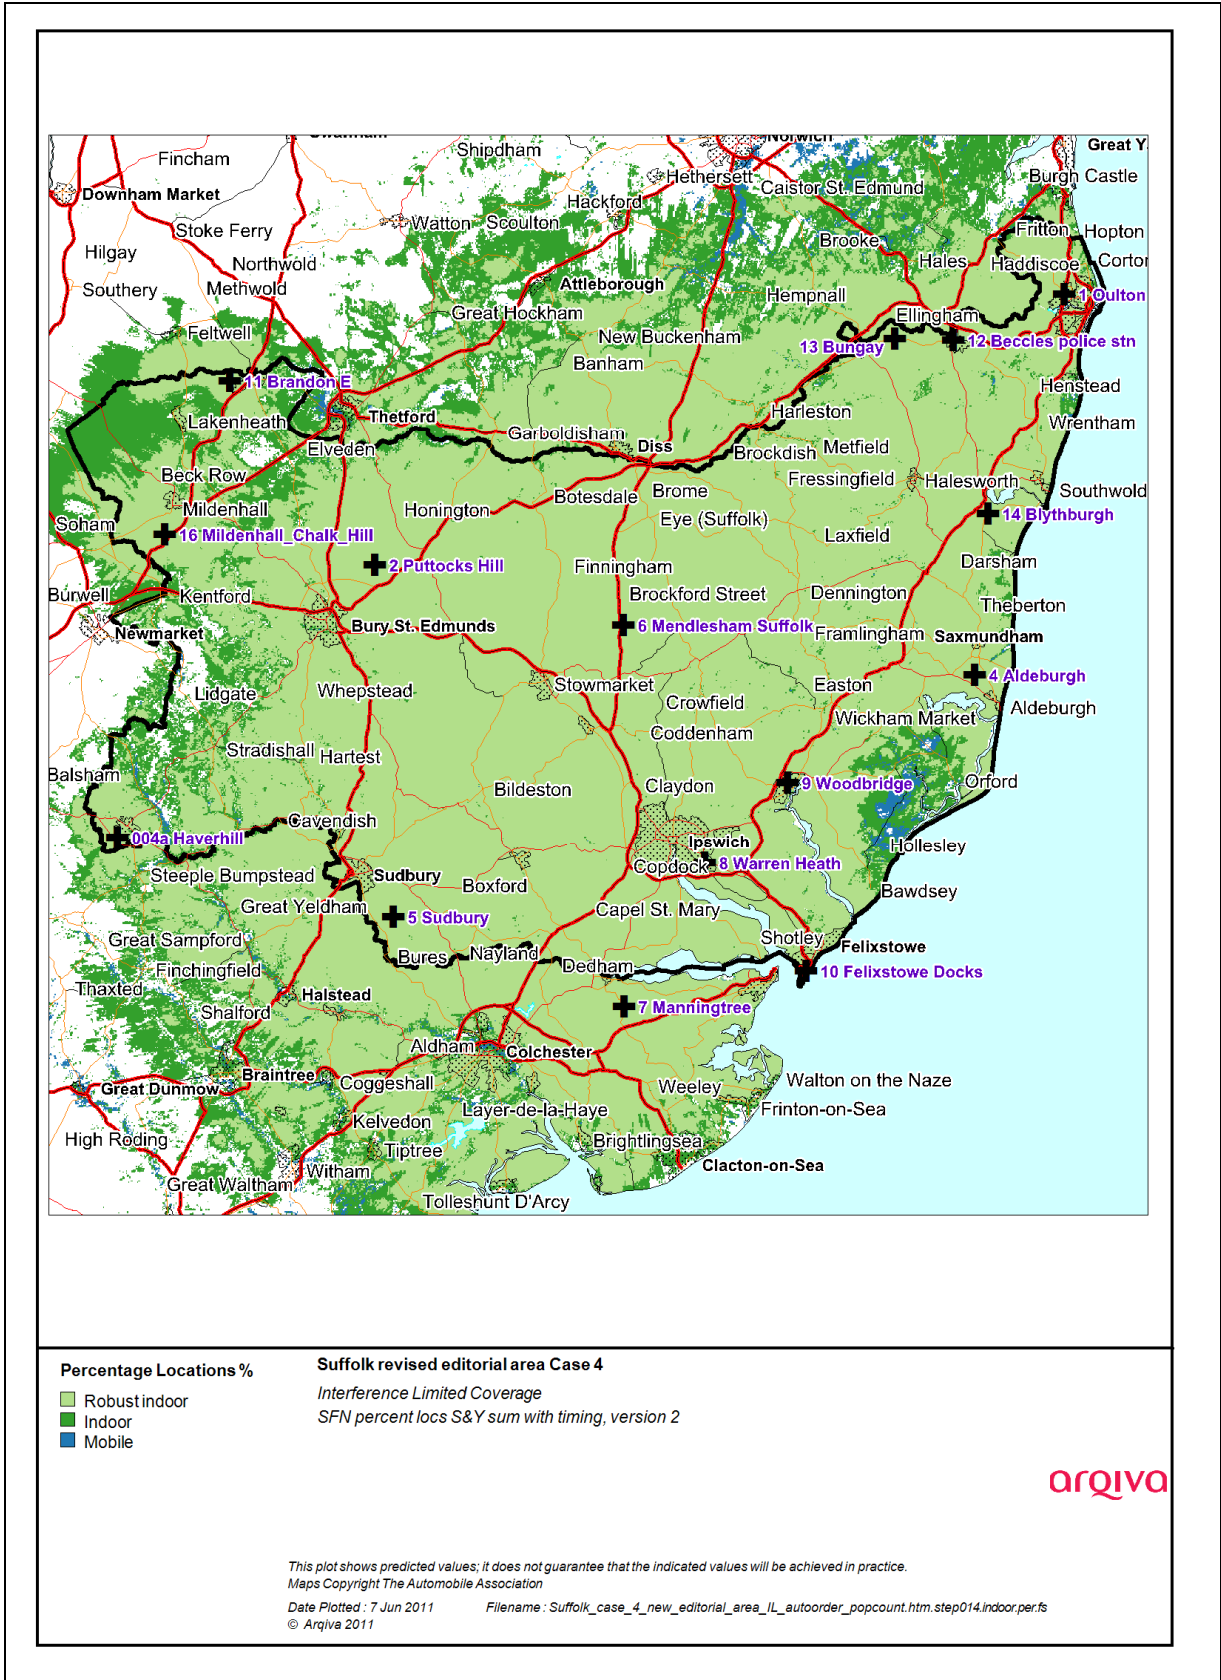 Swaffham
Norwich
Great Y
Shipdham
Fincham
Hethersett
Burgh Castle
Downham Market
Caistor St. Edmund
Hackford
Watton
Scoulton
Stoke Ferry
Fritton
Hopton
Brooke
Hilgay
Hales
Haddiscoe
Corton
Northwold
Southery
Methwold
Attleborough
Hempnall
1 Oulton
Great Hockham
Ellingham
Feltwell
New Buckenham
13 Bungay
12 Beccles police stn
Banham
11 Brandon E
Henstead
Thetford
Harleston
Lakenheath
Wrentham
Garboldisham
Diss
Elveden
Brockdish
Metfield
Beck Row
Fressingfield
Halesworth
Southwold
Botesdale
Brome
Mildenhall
Honington
14 Blythburgh
Soham
Eye (Suffolk)
16 Mildenhall_Chalk_Hill
Laxfield
2 Puttocks Hill
Finningham
Darsham
Burwell
Kentford
Brockford Street
Dennington
Theberton
Newmarket
Bury St. Edmunds
6 Mendlesham Suffolk
Framlingham
Saxmundham
4 Aldeburgh
Lidgate
Whepstead
Stowmarket
Easton
Crowfield
Aldeburgh
Wickham Market
Coddenham
Stradishall
Hartest
Balsham
Bildeston
Claydon
9 Woodbridge
Orford
Cavendish
004a Haverhill
Ipswich
Hollesley
8 Warren Heath
Copdock
Steeple Bumpstead
Sudbury
Boxford
Bawdsey
Great Yeldham
5 Sudbury
Capel St. Mary
Great Sampford
Shotley
Felixstowe
Bures
Nayland
Dedham
Finchingfield
10 Felixstowe Docks
Thaxted
Halstead
7 Manningtree
Shalford
Aldham
Colchester
Braintree
Coggeshall
Great Dunmow
Weeley
Walton on the Naze
Layer-de-la-Haye
Frinton-on-Sea
Kelvedon
High Roding
Tiptree
Brightlingsea
Witham
Clacton-on-Sea
Great Waltham
Tolleshunt D'Arcy
Percentage Locations %
Robust indoor
Indoor
Mobile
Suffolk revised editorial area Case 4
Interference Limited Coverage
SFN percent locs S&Y sum with timing, version 2
arqiva
This plot shows predicted values; it does not guarantee that the indicated values will be achieved in practice.
Maps Copyright The Automobile Association
Date Plotted : 7 Jun 2011 Filename : Suffolk_case_4_new_editorial_area_IL_autoorder_popcount.htm.step014.indoor.per.fs
© Arqiva 2011